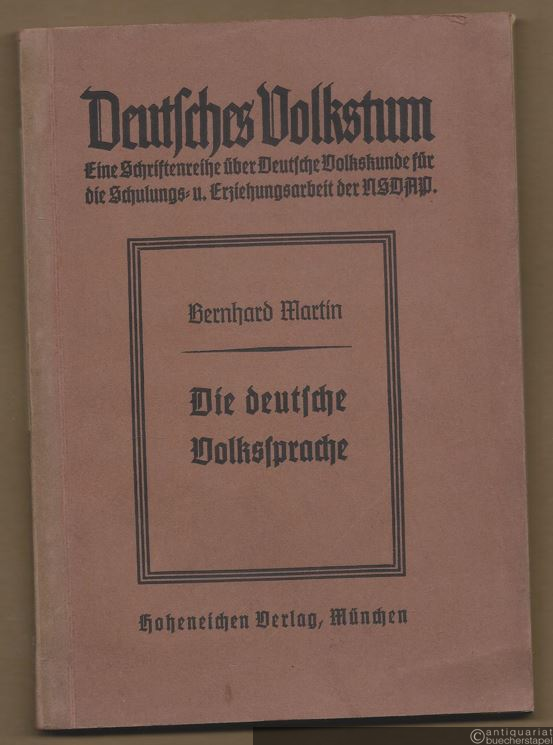 Deutsches Volkstum
Eine Schriftenreihe über Deutsche Volkskunde für
die Schulungs- u. Erziehungsarbeit der NSDAP.
Bernhard Martin
Die deutsche
Volkssprache
Hoheneichen Verlag, München
antiquariat
buecherstapel